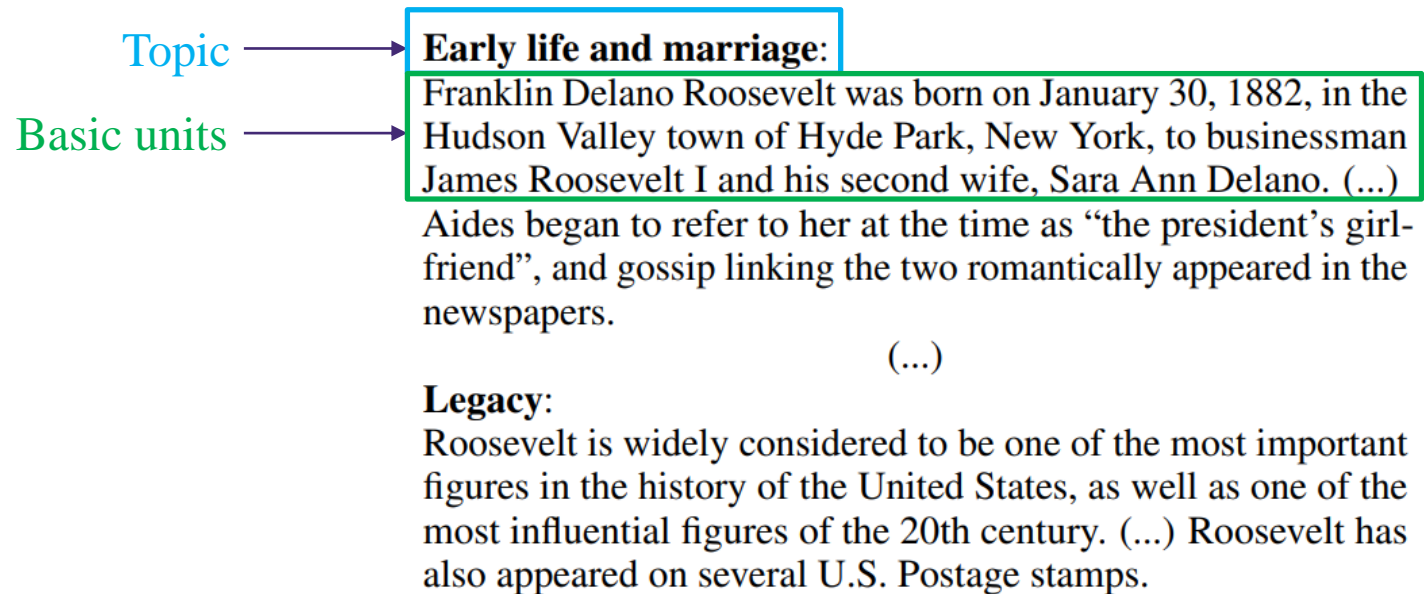 Topic
Early life and marriage:
Basic units
Franklin Delano Roosevelt was born on January 30, 1882, in the
Hudson Valley town of Hyde Park, New York, to businessman
James Roosevelt I and his second wife, Sara Ann Delano. (...)
Aides began to refer to her at the time as “the president’s girl-
friend”, and gossip linking the two romantically appeared in the
newspapers.
(...)
Legacy:
Roosevelt is widely considered to be one of the most important
figures in the history of the United States, as well as one of the
most influential figures of the 20th century. (...) Roosevelt has
also appeared on several U.S. Postage stamps.